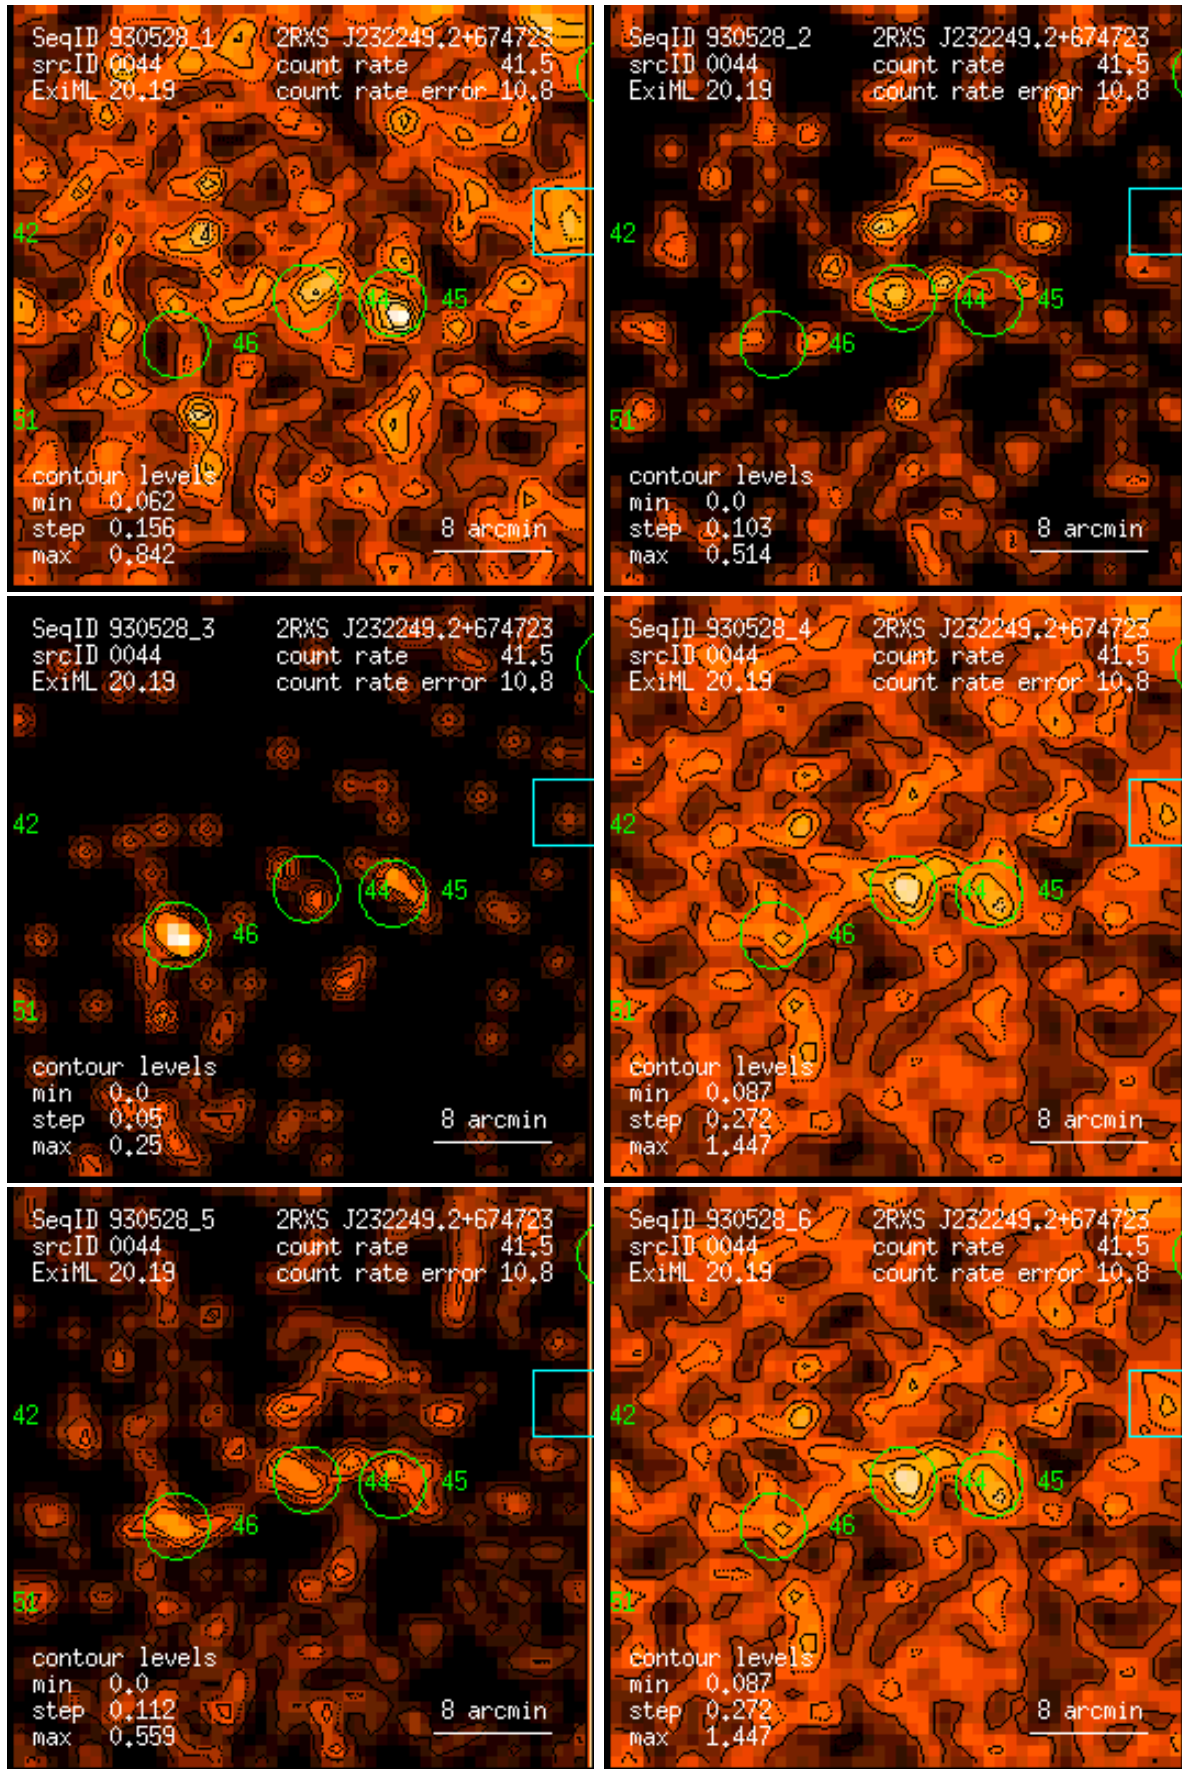 SeqID 930528_1 2RXS J232249.2+674723
srcID 0044 count rate 41.5
ExiML 20.19 count rate error 10.8
42
44 45
46
51
contour levels
min 0.062
step 0.156 8 arcmin
max 0.842
SeqID 930528_2 2RXS J232249.2+674723
srcID 0044 count rate 41.5
ExiML 20.19 count rate error 10.8
42
44 45
46
51
contour levels
min 0.0
step 0.103 8 arcmin
max 0.514
SeqID 930528_3 2RXS J232249.2+674723
srcID 0044 count rate 41.5
ExiML 20.19 count rate error 10.8
42
44 45
46
51
contour levels
min 0.0
step 0.05 8 arcmin
max 0.25
SeqID 930528_4 2RXS J232249.2+674723
srcID 0044 count rate 41.5
ExiML 20.19 count rate error 10.8
42
44 45
46
51
contour levels
min 0.087
step 0.272 8 arcmin
max 1.447
SeqID 930528_5 2RXS J232249.2+674723
srcID 0044 count rate 41.5
ExiML 20.19 count rate error 10.8
42
44 45
46
51
contour levels
min 0.0
step 0.112 8 arcmin
max 0.559
SeqID 930528_6 2RXS J232249.2+674723
srcID 0044 count rate 41.5
ExiML 20.19 count rate error 10.8
42
44 45
46
51
contour levels
min 0.087
step 0.272 8 arcmin
max 1.447